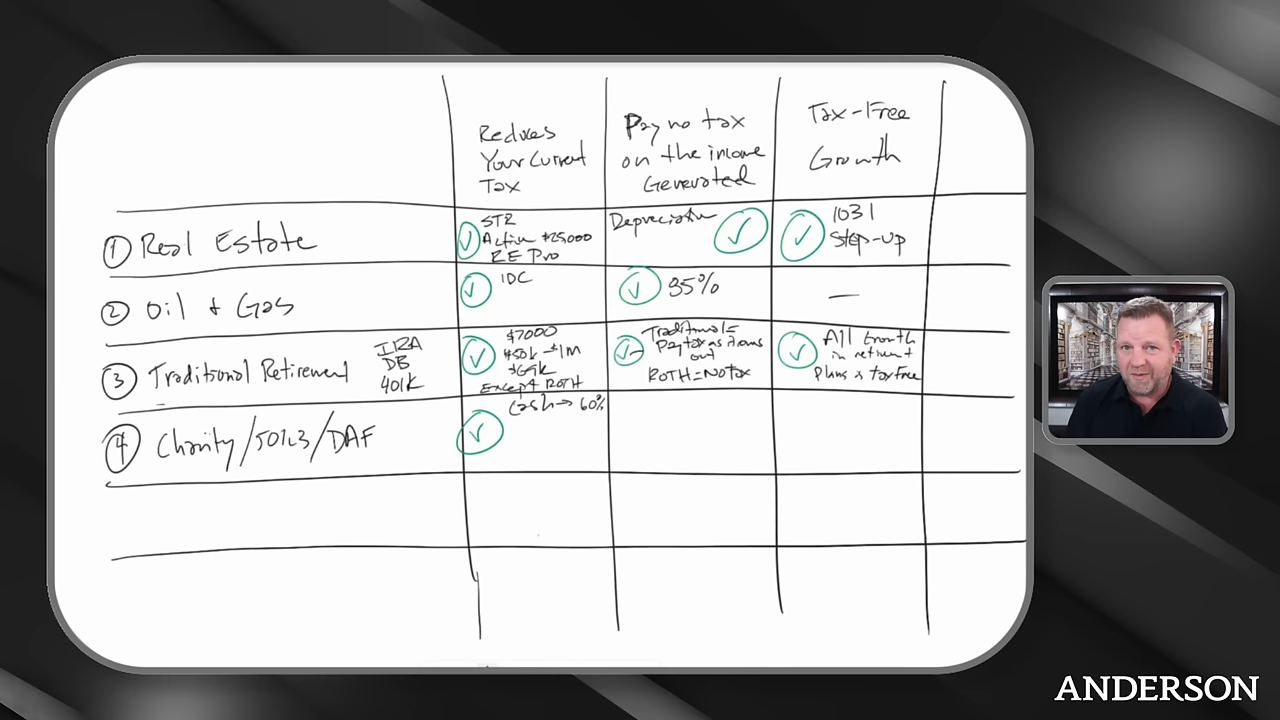 Reduces
Your Current
Tax
Pay no tax
on the income
Generated
Tax-Free
Growth
① Real Estate
STR
Active $25000
RE Pro
Depreciation
1031
Step-up
② Oil & Gas
IDC
35%
—
③ Traditional Retirement
IRA
DB
401K
$7000
$1M
$69k
Except ROTH
Traditional=
Pay tax as it comes
out
ROTH=No tax
All Growth
in retirement
plans is tax free
④ Charity/501c3/DAF
Cash → 60%
ANDERSON